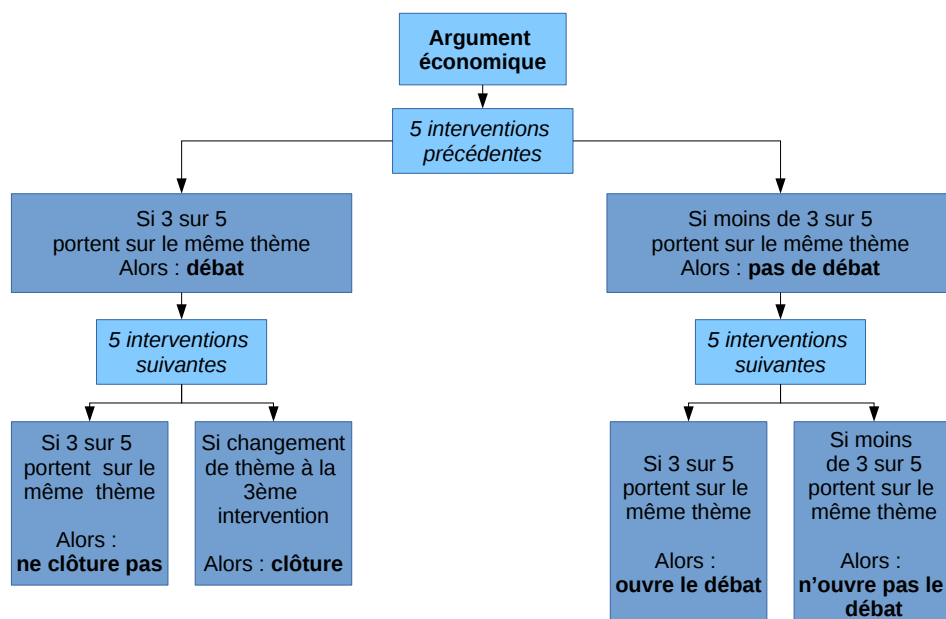 Argument
économique
5 interventions
précédentes
Si 3 sur 5
portent sur le même thème
Alors : débat
Si moins de 3 sur 5
portent sur le même thème
Alors : pas de débat
5 interventions
suivantes
5 interventions
suivantes
Si 3 sur 5
portent sur le
même thème
Alors :
ne clôture pas
Si changement
de thème à la
3ème
intervention
Alors : clôture
Si 3 sur 5
portent sur le
même thème
Alors :
ouvre le débat
Si moins
de 3 sur 5
portent sur le
même thème
Alors :
n’ouvre pas le
débat